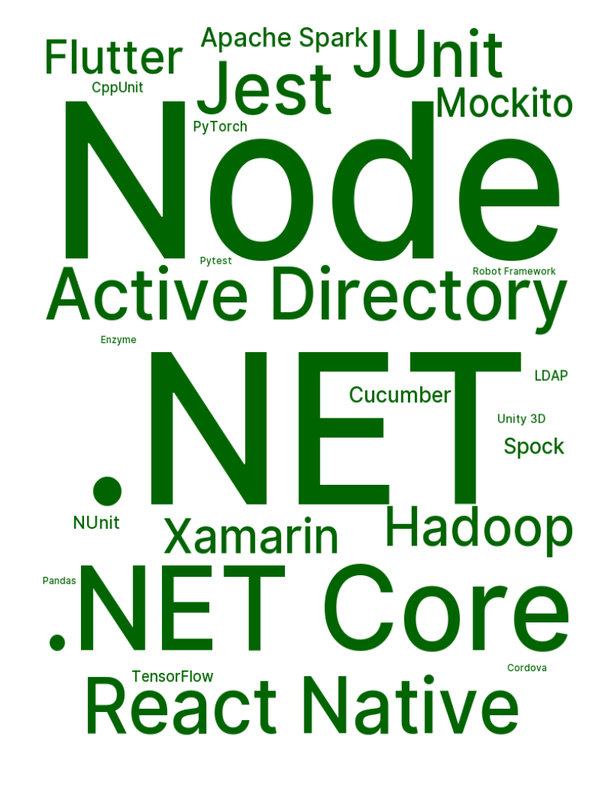 Apache Spark
JUnit
Flutter
Jest
CppUnit
Mockito
PyTorch
Node
Pytest
Robot Framework
Active Directory
Enzyme
.NET
LDAP
Cucumber
Unity 3D
Spock
NUnit
Xamarin
Hadoop
Pandas
.NET Core
Cordova
TensorFlow
React Native